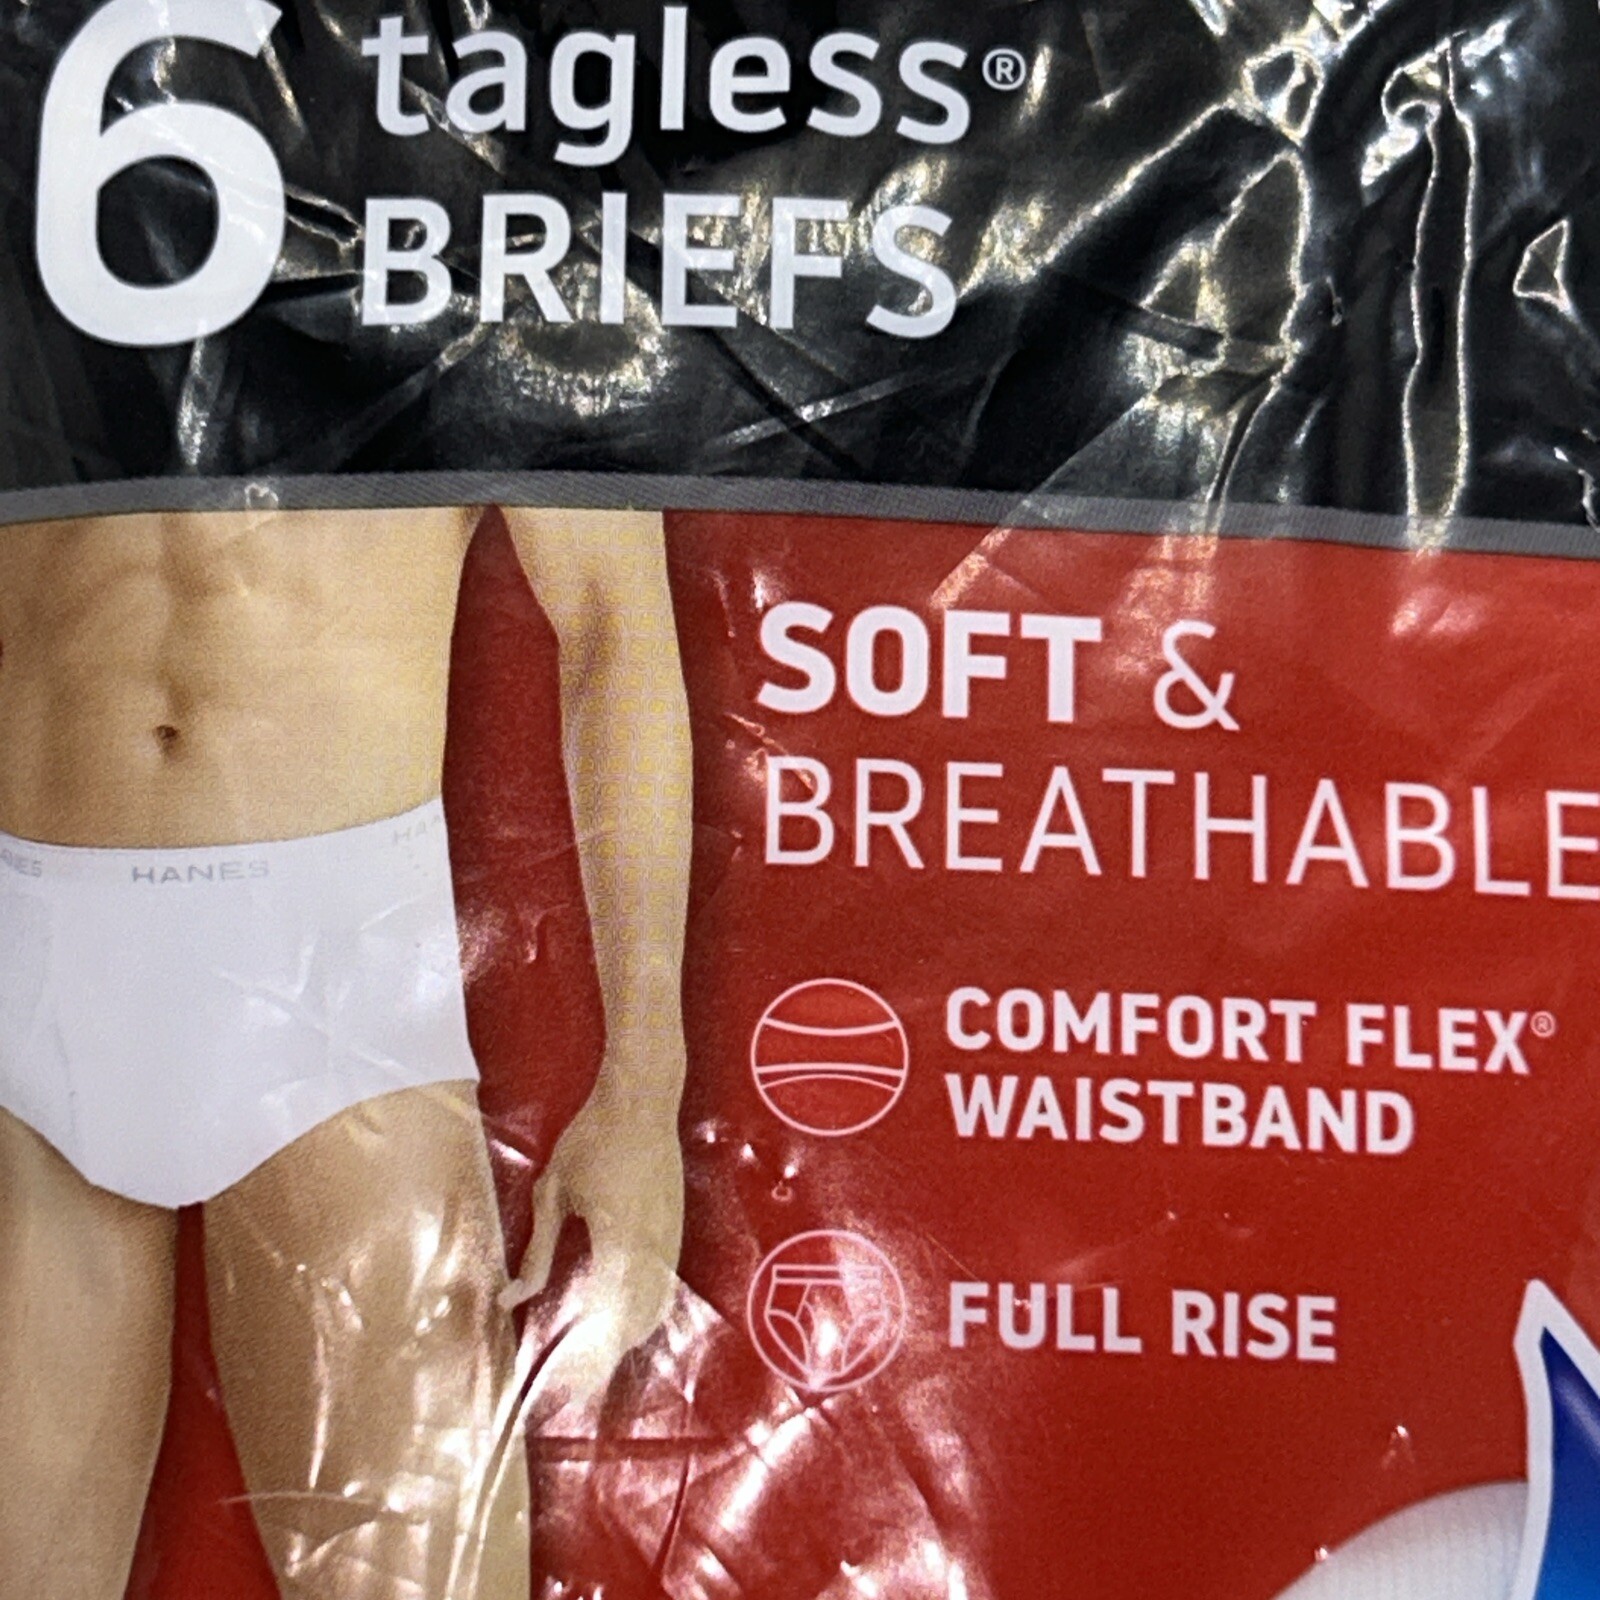 6 tagless®
BRIEFS
SOFT &
BREATHABLE
HANES
COMFORT FLEX®
WAISTBAND
FULL RISE